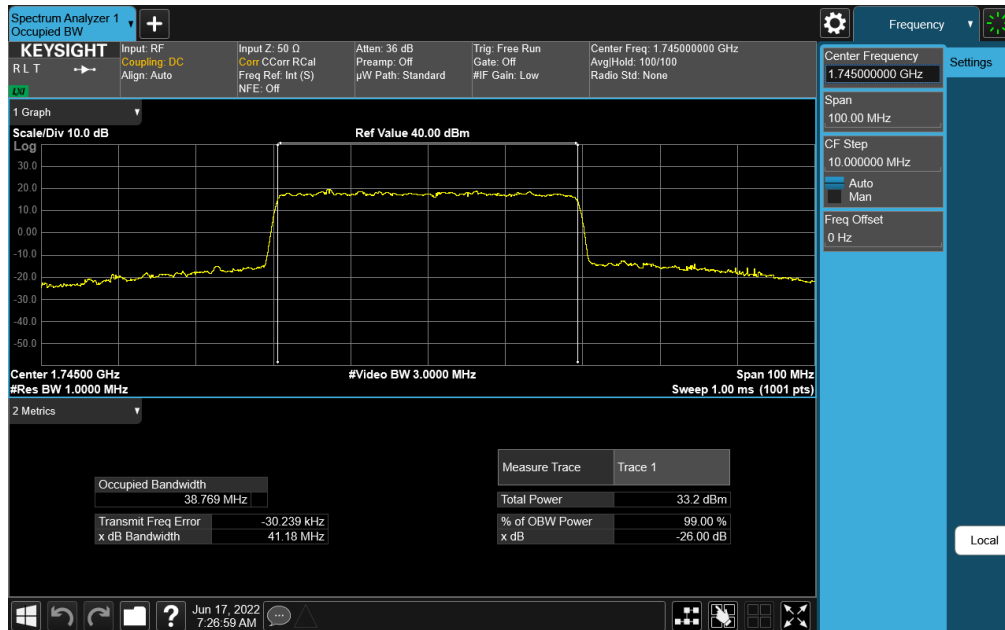 Spectrum Analyzer 1
Occupied BW
Frequency
KEYSIGHT
Input: RF
Input Z: 50 Ω
Atten: 36 dB
Trig: Free Run
Center Freq: 1.745000000 GHz
RLT
Coupling: DC
Corr CCorr RCal
Preamp: Off
Gate: Off
Avg|Hold: 100/100
Align: Auto
Freq Ref: Int (S)
µW Path: Standard
#IF Gain: Low
Radio Std: None
LXI
NFE: Off
Center Frequency
1.745000000 GHz
Settings
Span
100.00 MHz
CF Step
10.000000 MHz
Auto
Man
Freq Offset
0 Hz
Local
1 Graph
Scale/Div 10.0 dB
Ref Value 40.00 dBm
Log
30.0
20.0
10.0
0.00
-10.0
-20.0
-30.0
-40.0
-50.0
Center 1.74500 GHz
#Video BW 3.0000 MHz
Span 100 MHz
#Res BW 1.0000 MHz
Sweep 1.00 ms (1001 pts)
2 Metrics
Measure Trace
Trace 1
Occupied Bandwidth
38.769 MHz
Total Power
33.2 dBm
Transmit Freq Error
-30.239 kHz
% of OBW Power
99.00 %
x dB Bandwidth
41.18 MHz
x dB
-26.00 dB
?
Jun 17, 2022
7:26:59 AM